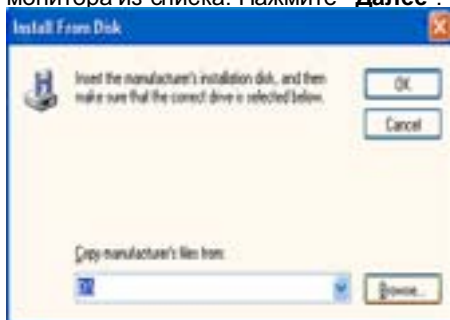 монитора из списка. Нажмите "Далее".
Install From Disk
Insert the manufacturer's installation disk, and then
make sure that the correct drive is selected below.
OK
Cancel
Copy manufacturer's files from:
Browse...